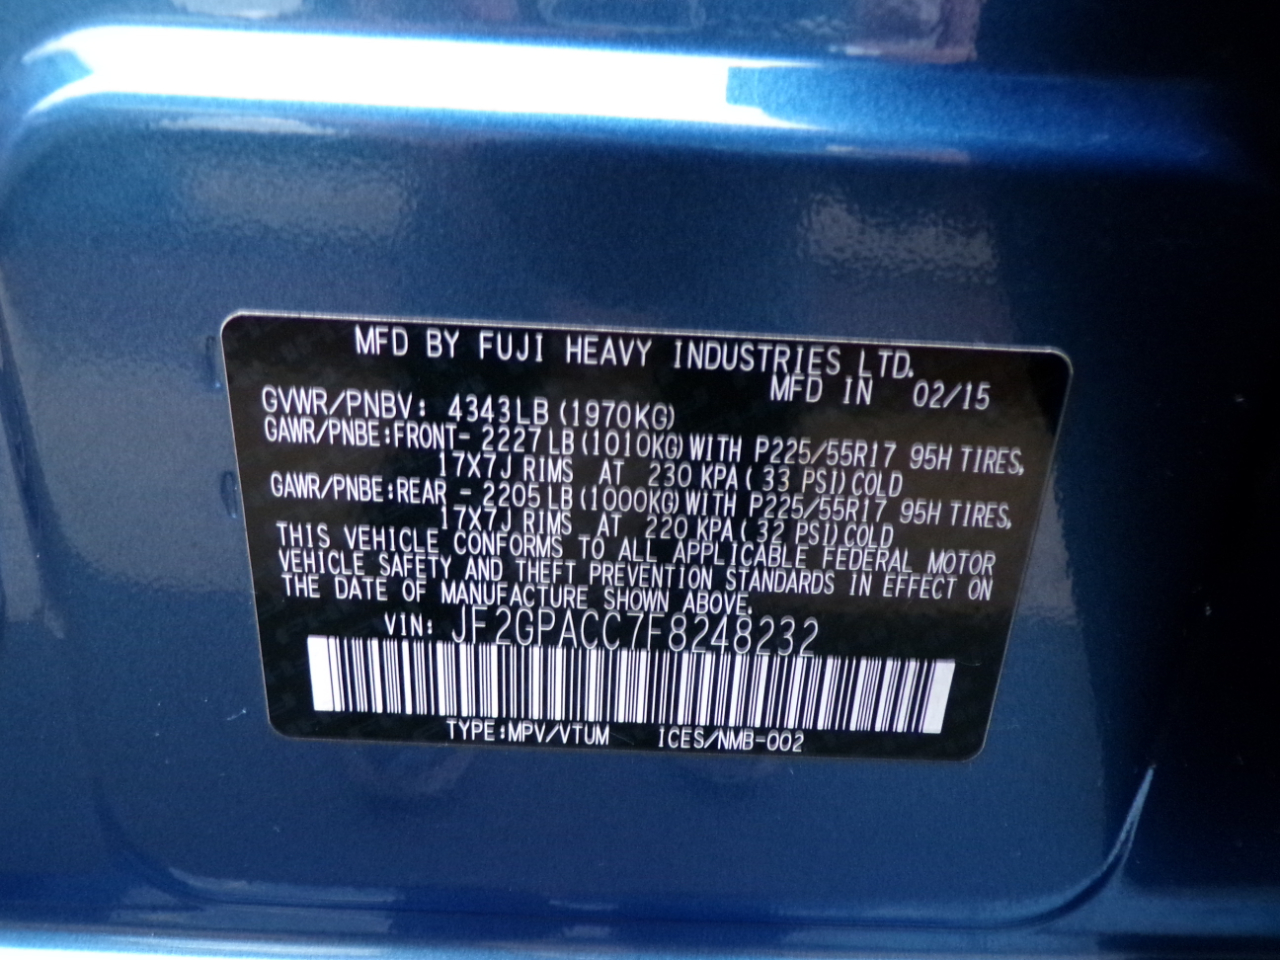 MFD BY FUJI HEAVY INDUSTRIES LTD.
MFD IN 02/15
GVWR/PNBV: 4343LB (1970KG)
GAWR/PNBE:FRONT- 2227 LB (1010KG) WITH P225/55R17 95H TIRES,
17X7J RIMS AT 230 KPA ( 33 PSI) COLD
GAWR/PNBE:REAR - 2205 LB (1000KG) WITH P225/55R17 95H TIRES,
17X7J RIMS AT 220 KPA ( 32 PSI) COLD
THIS VEHICLE CONFORMS TO ALL APPLICABLE FEDERAL MOTOR
VEHICLE SAFETY AND THEFT PREVENTION STANDARDS IN EFFECT ON
THE DATE OF MANUFACTURE SHOWN ABOVE.
VIN: JF2GPACC7F8248232
TYPE:MPV/VTUM ICES/NMB-002